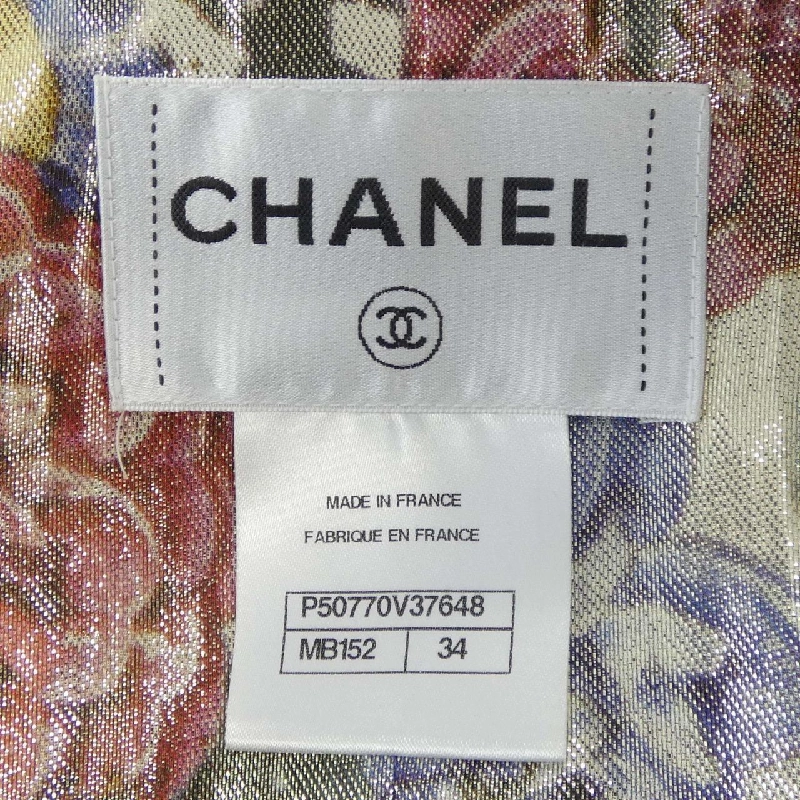 CHANEL
MADE IN FRANCE
FABRIQUE EN FRANCE
P50770V37648
MB152 34